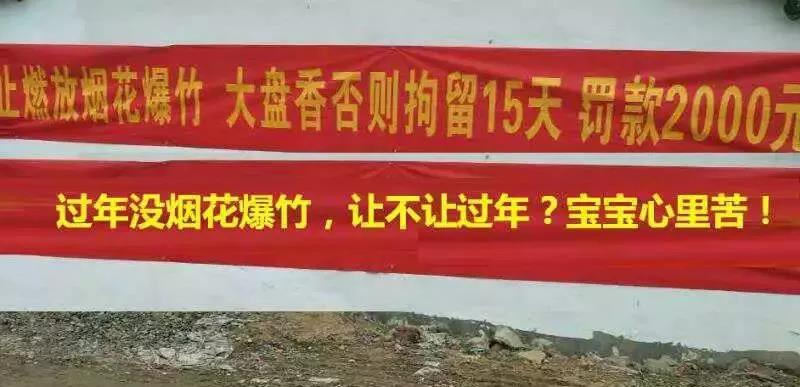 止燃放烟花爆竹 大盘香否则拘留15天 罚款2000元
过年没烟花爆竹，让不让过年？宝宝心里苦！